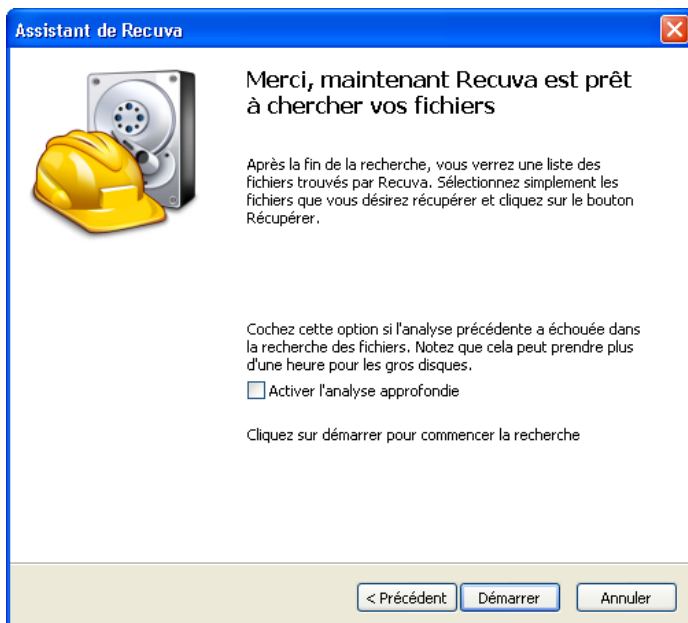 Assistant de Recuva
Merci, maintenant Recuva est prêt
à chercher vos fichiers
Après la fin de la recherche, vous verrez une liste des
fichiers trouvés par Recuva. Sélectionnez simplement les
fichiers que vous désirez récupérer et cliquez sur le bouton
Récupérer.
Cochez cette option si l'analyse précédente a échouée dans
la recherche des fichiers. Notez que cela peut prendre plus
d'une heure pour les gros disques.
Activer l'analyse approfondie
Cliquez sur démarrer pour commencer la recherche
< Précédent Démarrer Annuler